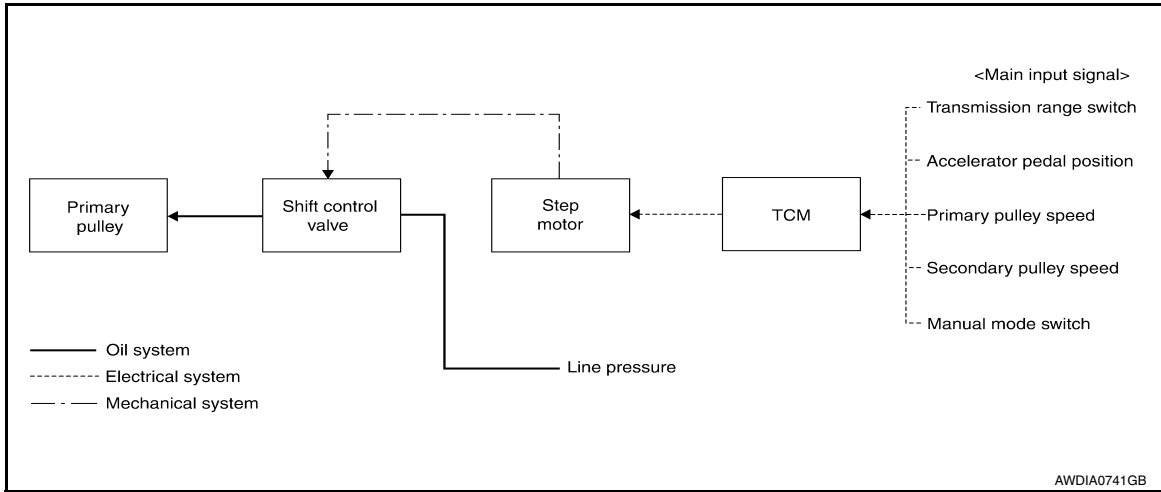 <Main input signal>
Transmission range switch
Accelerator pedal position
Primary
pulley
Shift control
valve
Step
motor
TCM
Primary pulley speed
Secondary pulley speed
Manual mode switch
Oil system
Line pressure
Electrical system
Mechanical system
AWDIA0741GB